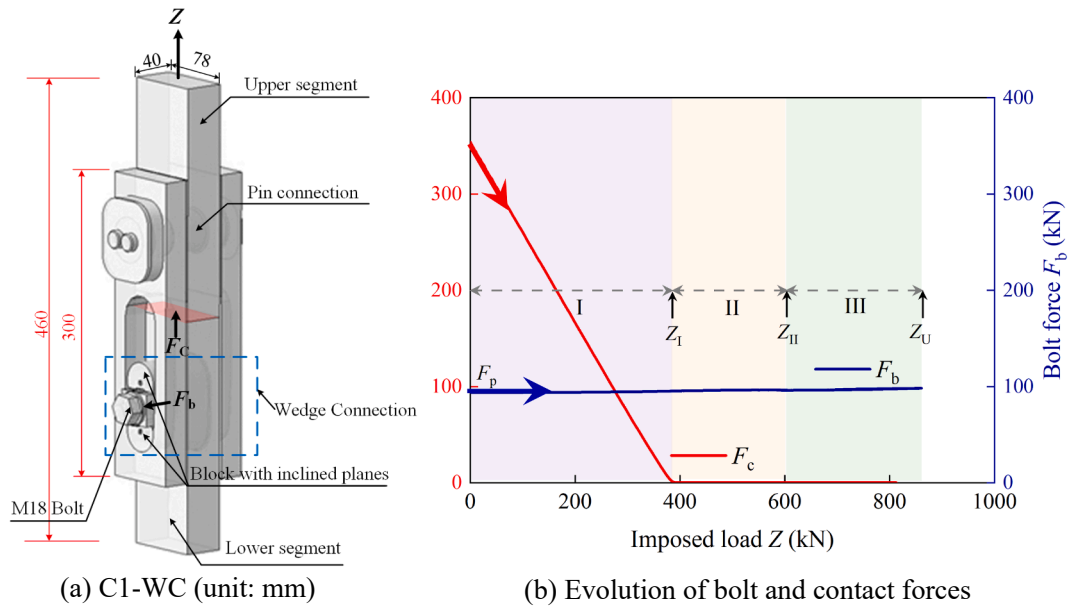 Z
40
78
Upper segment
Pin connection
460
300
F_C
F_b
Wedge Connection
Block with inclined planes
M18 Bolt
Lower segment
(a) C1-WC (unit: mm)
400
300
200
100
0
F_p
I
II
III
Z_I
Z_II
Z_U
F_b
F_c
400
300
200
100
0
Bolt force F_b (kN)
0
200
400
600
800
1000
Imposed load Z (kN)
(b) Evolution of bolt and contact forces